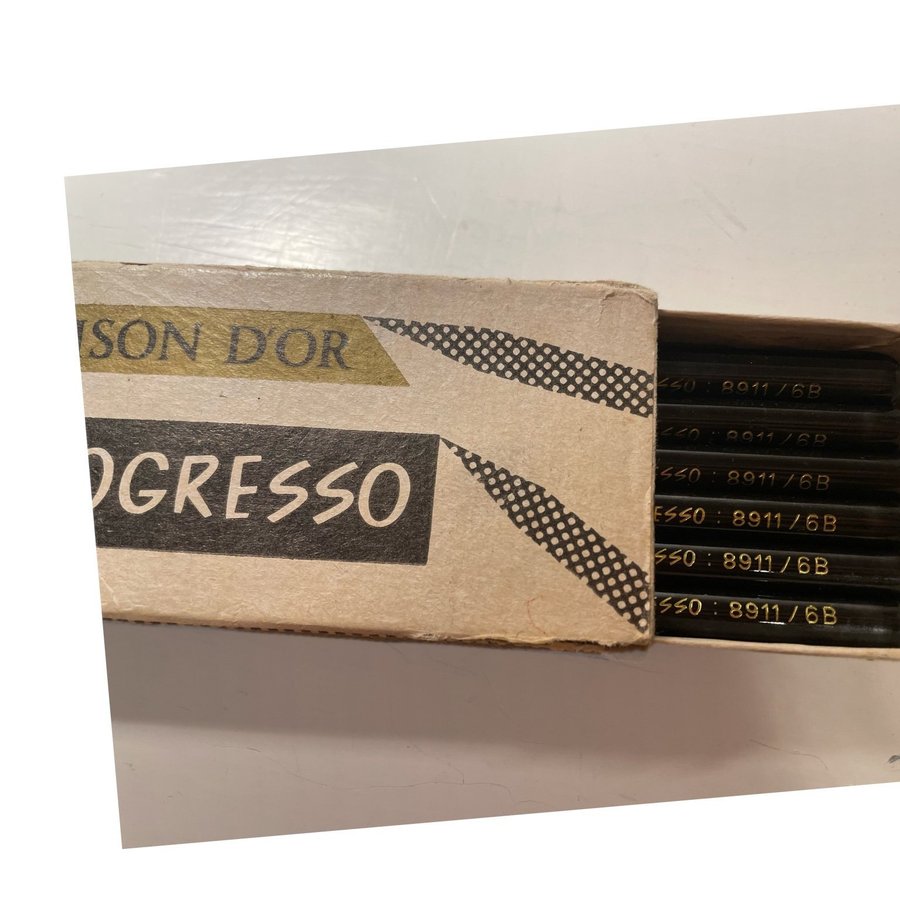 ISON D'OR
OGRESSO
SSO : 8911/6B
SSO : 8911/6B
SSO : 8911/6B
ESSO : 8911/6B
SSO : 8911/6B
SSO : 8911/6B